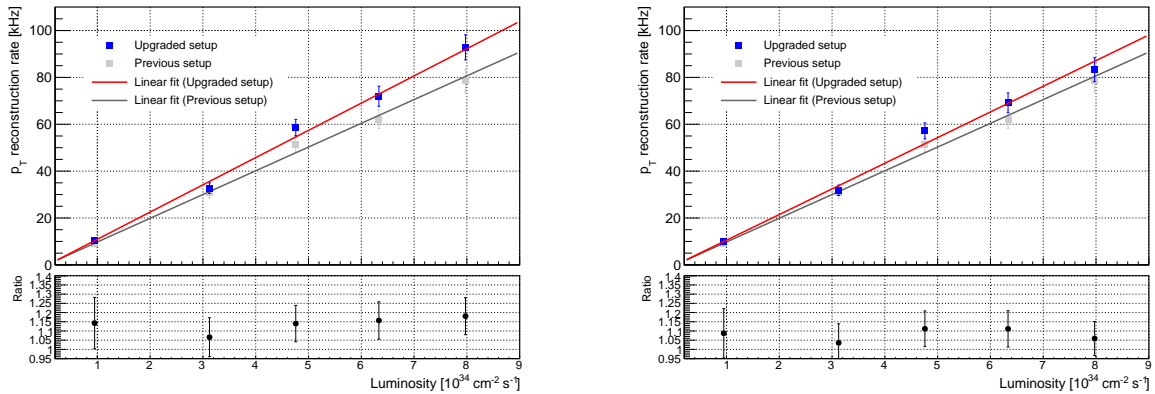 p_T reconstruction rate [kHz]
100
80
60
40
20
0
Upgraded setup
Previous setup
Linear fit (Upgraded setup)
Linear fit (Previous setup)
Ratio
1.4
1.35
1.3
1.25
1.2
1.15
1.1
1.05
1
0.95
1 2 3 4 5 6 7 8 9
Luminosity [10^34 cm^-2 s^-1]
p_T reconstruction rate [kHz]
100
80
60
40
20
0
Upgraded setup
Previous setup
Linear fit (Upgraded setup)
Linear fit (Previous setup)
Ratio
1.4
1.35
1.3
1.25
1.2
1.15
1.1
1.05
1
0.95
1 2 3 4 5 6 7 8 9
Luminosity [10^34 cm^-2 s^-1]